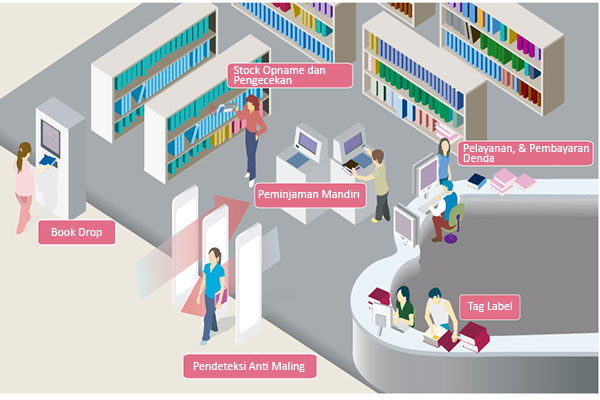 Stock Opname dan
Pengecekan
Pelayanan, & Pembayaran
Denda
Peminjaman Mandiri
Book Drop
Tag Label
Pendeteksi Anti Maling